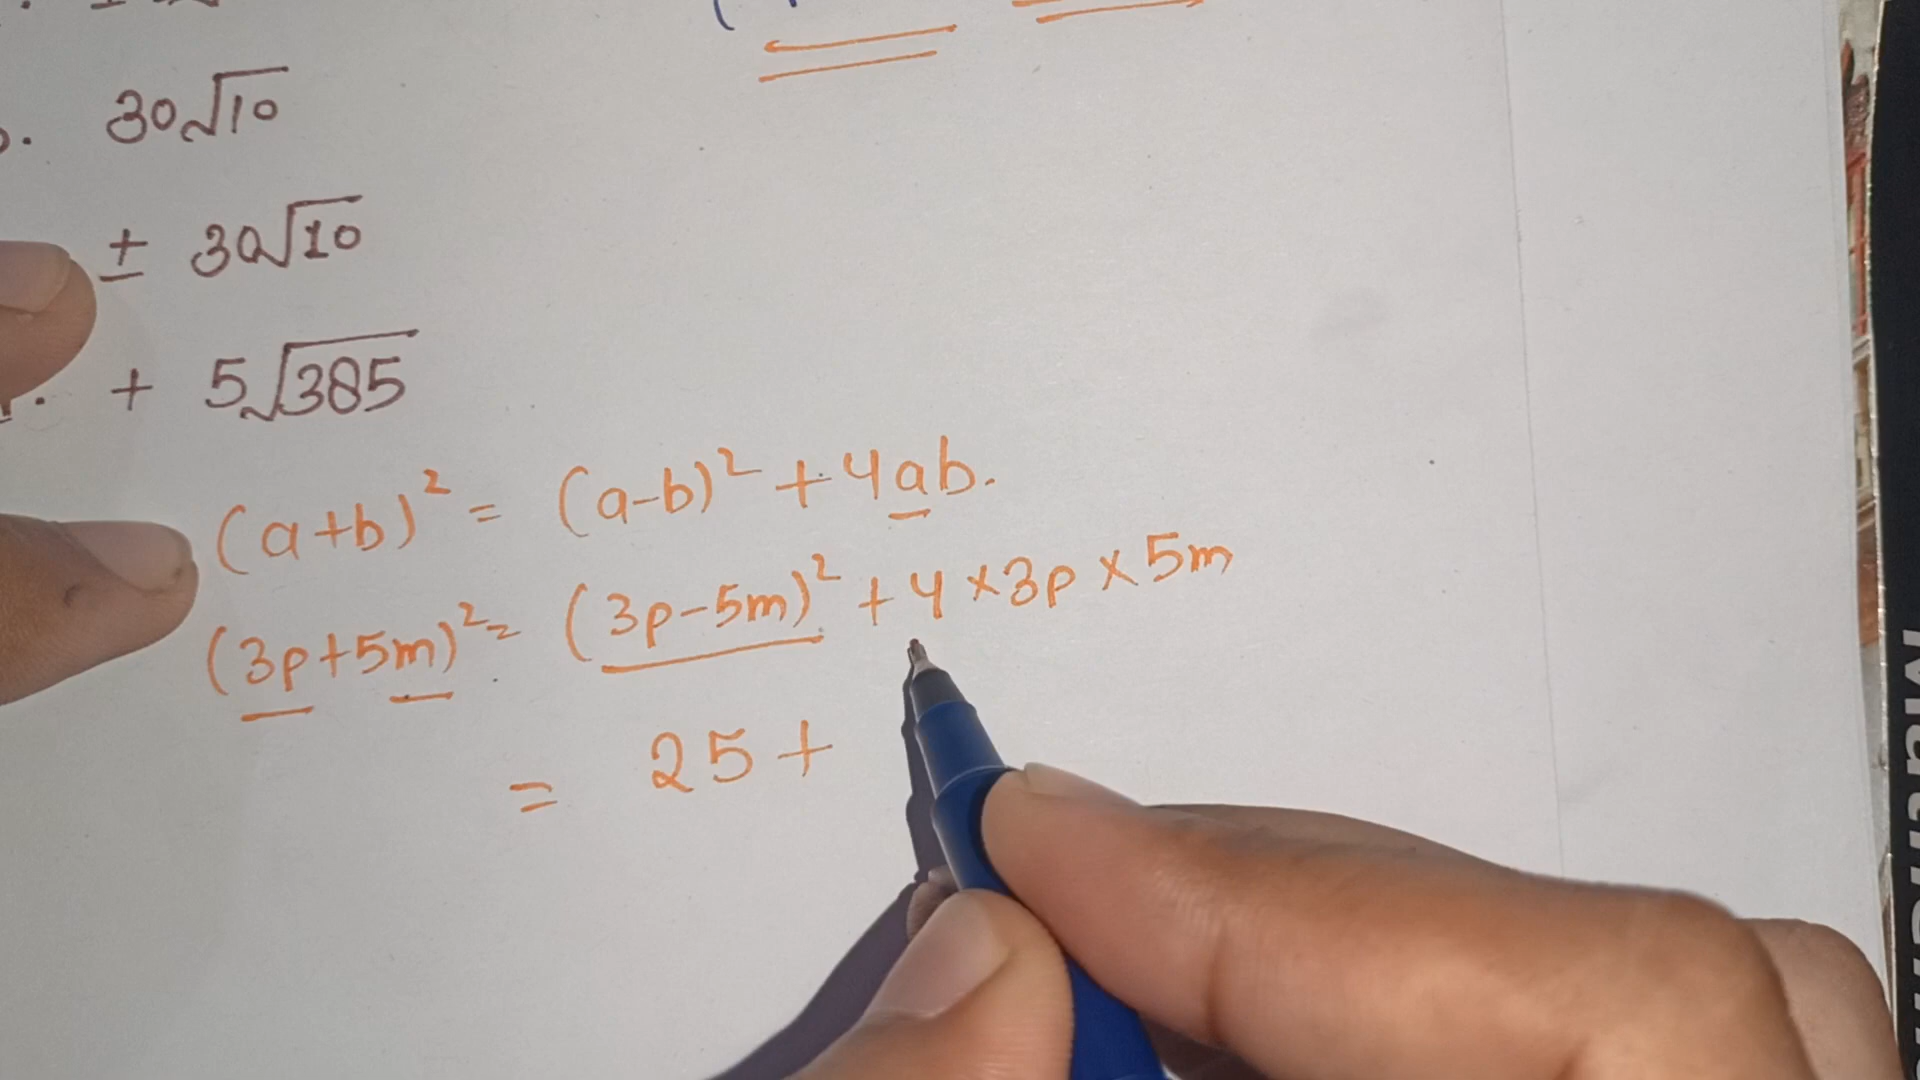 30√10
± 30√10
+ 5√385
(a+b)² = (a-b)² + 4ab.
(3p+5m)² = (3p-5m)² + 4 × 3p × 5m
= 25 +